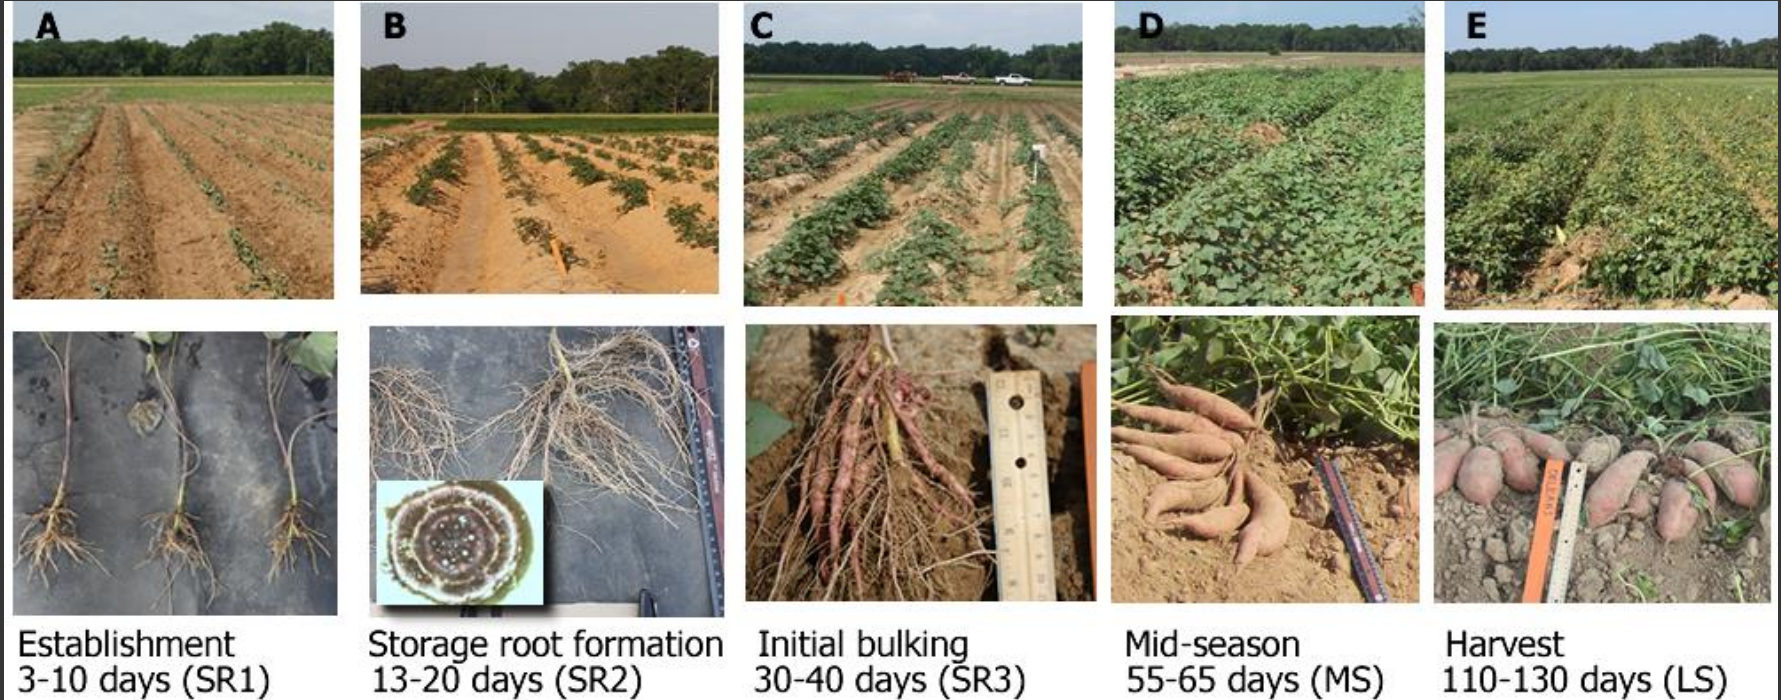 A
B
C
D
E
Establishment
3-10 days (SR1)
Storage root formation
13-20 days (SR2)
Initial bulking
30-40 days (SR3)
Mid-season
55-65 days (MS)
Harvest
110-130 days (LS)